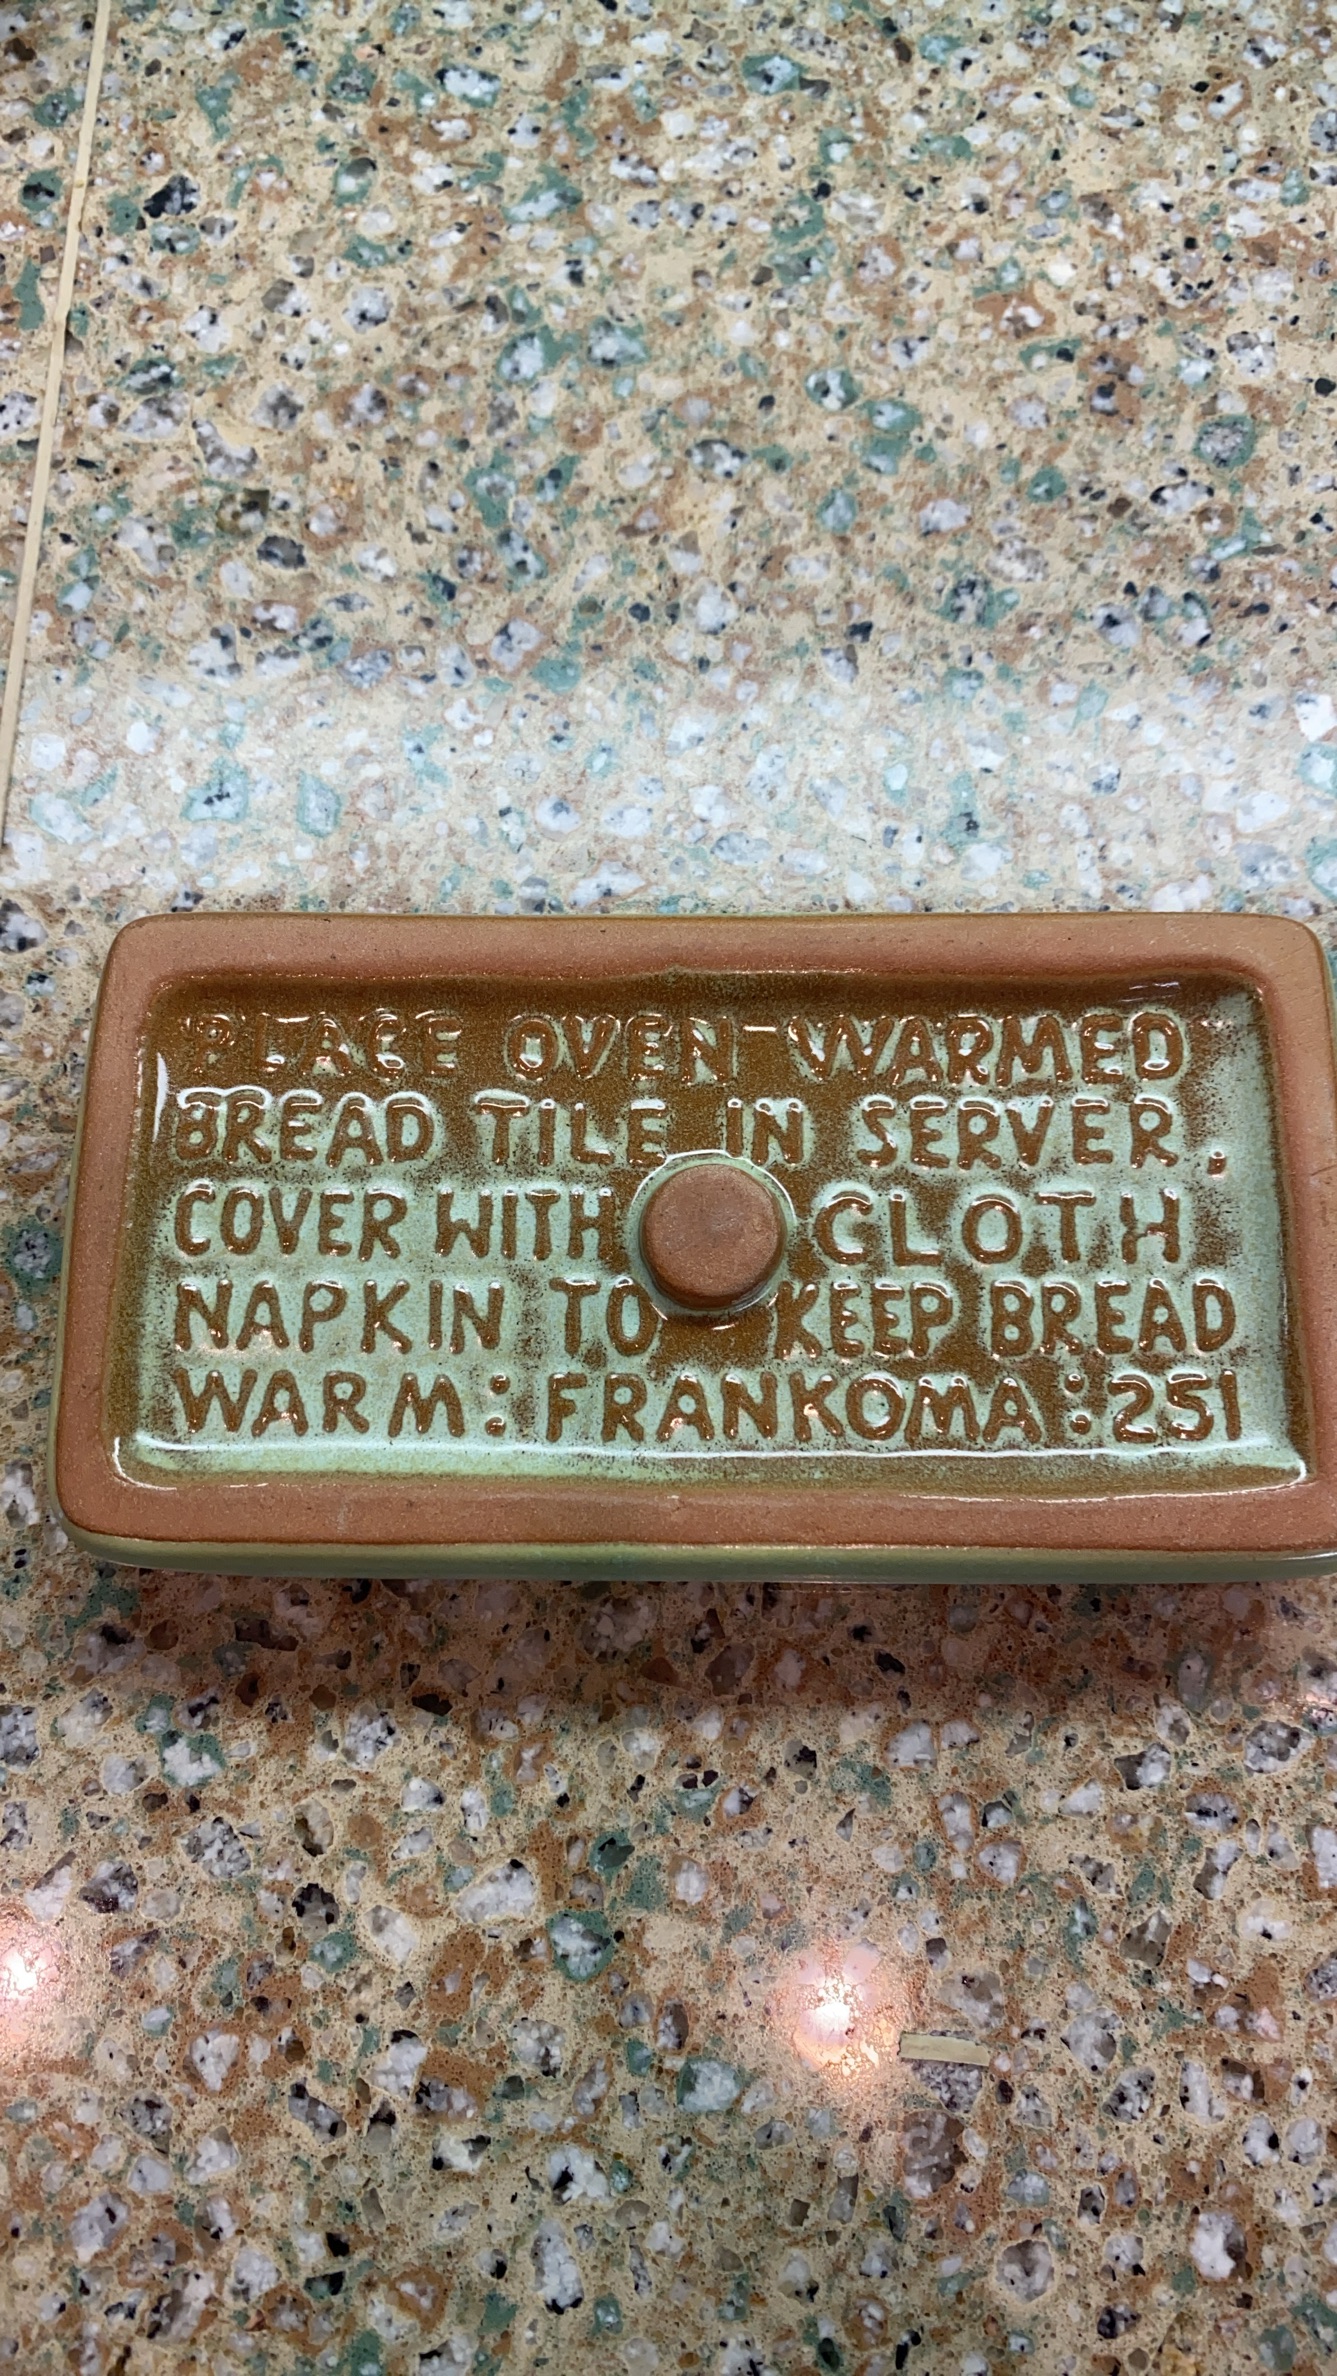 PLACE OVEN-WARMED
BREAD TILE IN SERVER,
COVER WITH CLOTH
NAPKIN TO KEEP BREAD
WARM: FRANKOMA: 251